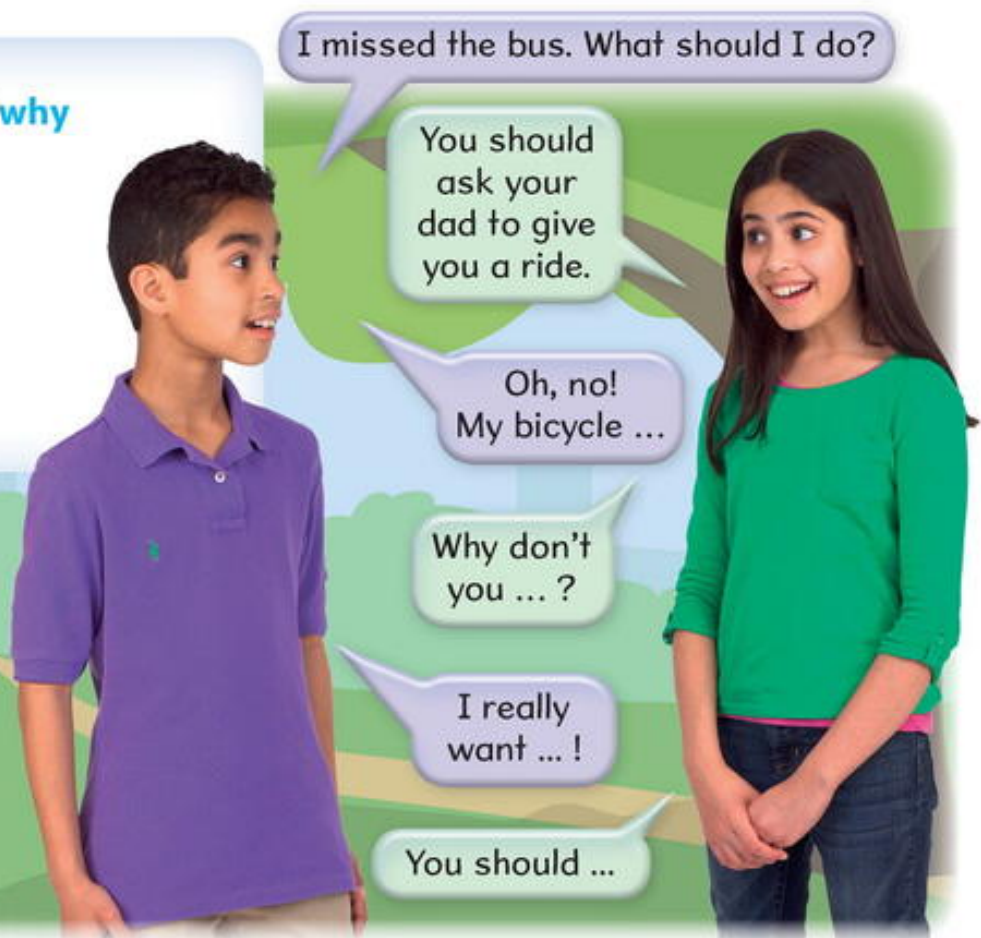 why
I missed the bus. What should I do?
You should
ask your
dad to give
you a ride.
Oh, no!
My bicycle ...
Why don't
you ... ?
I really
want ... !
You should ...